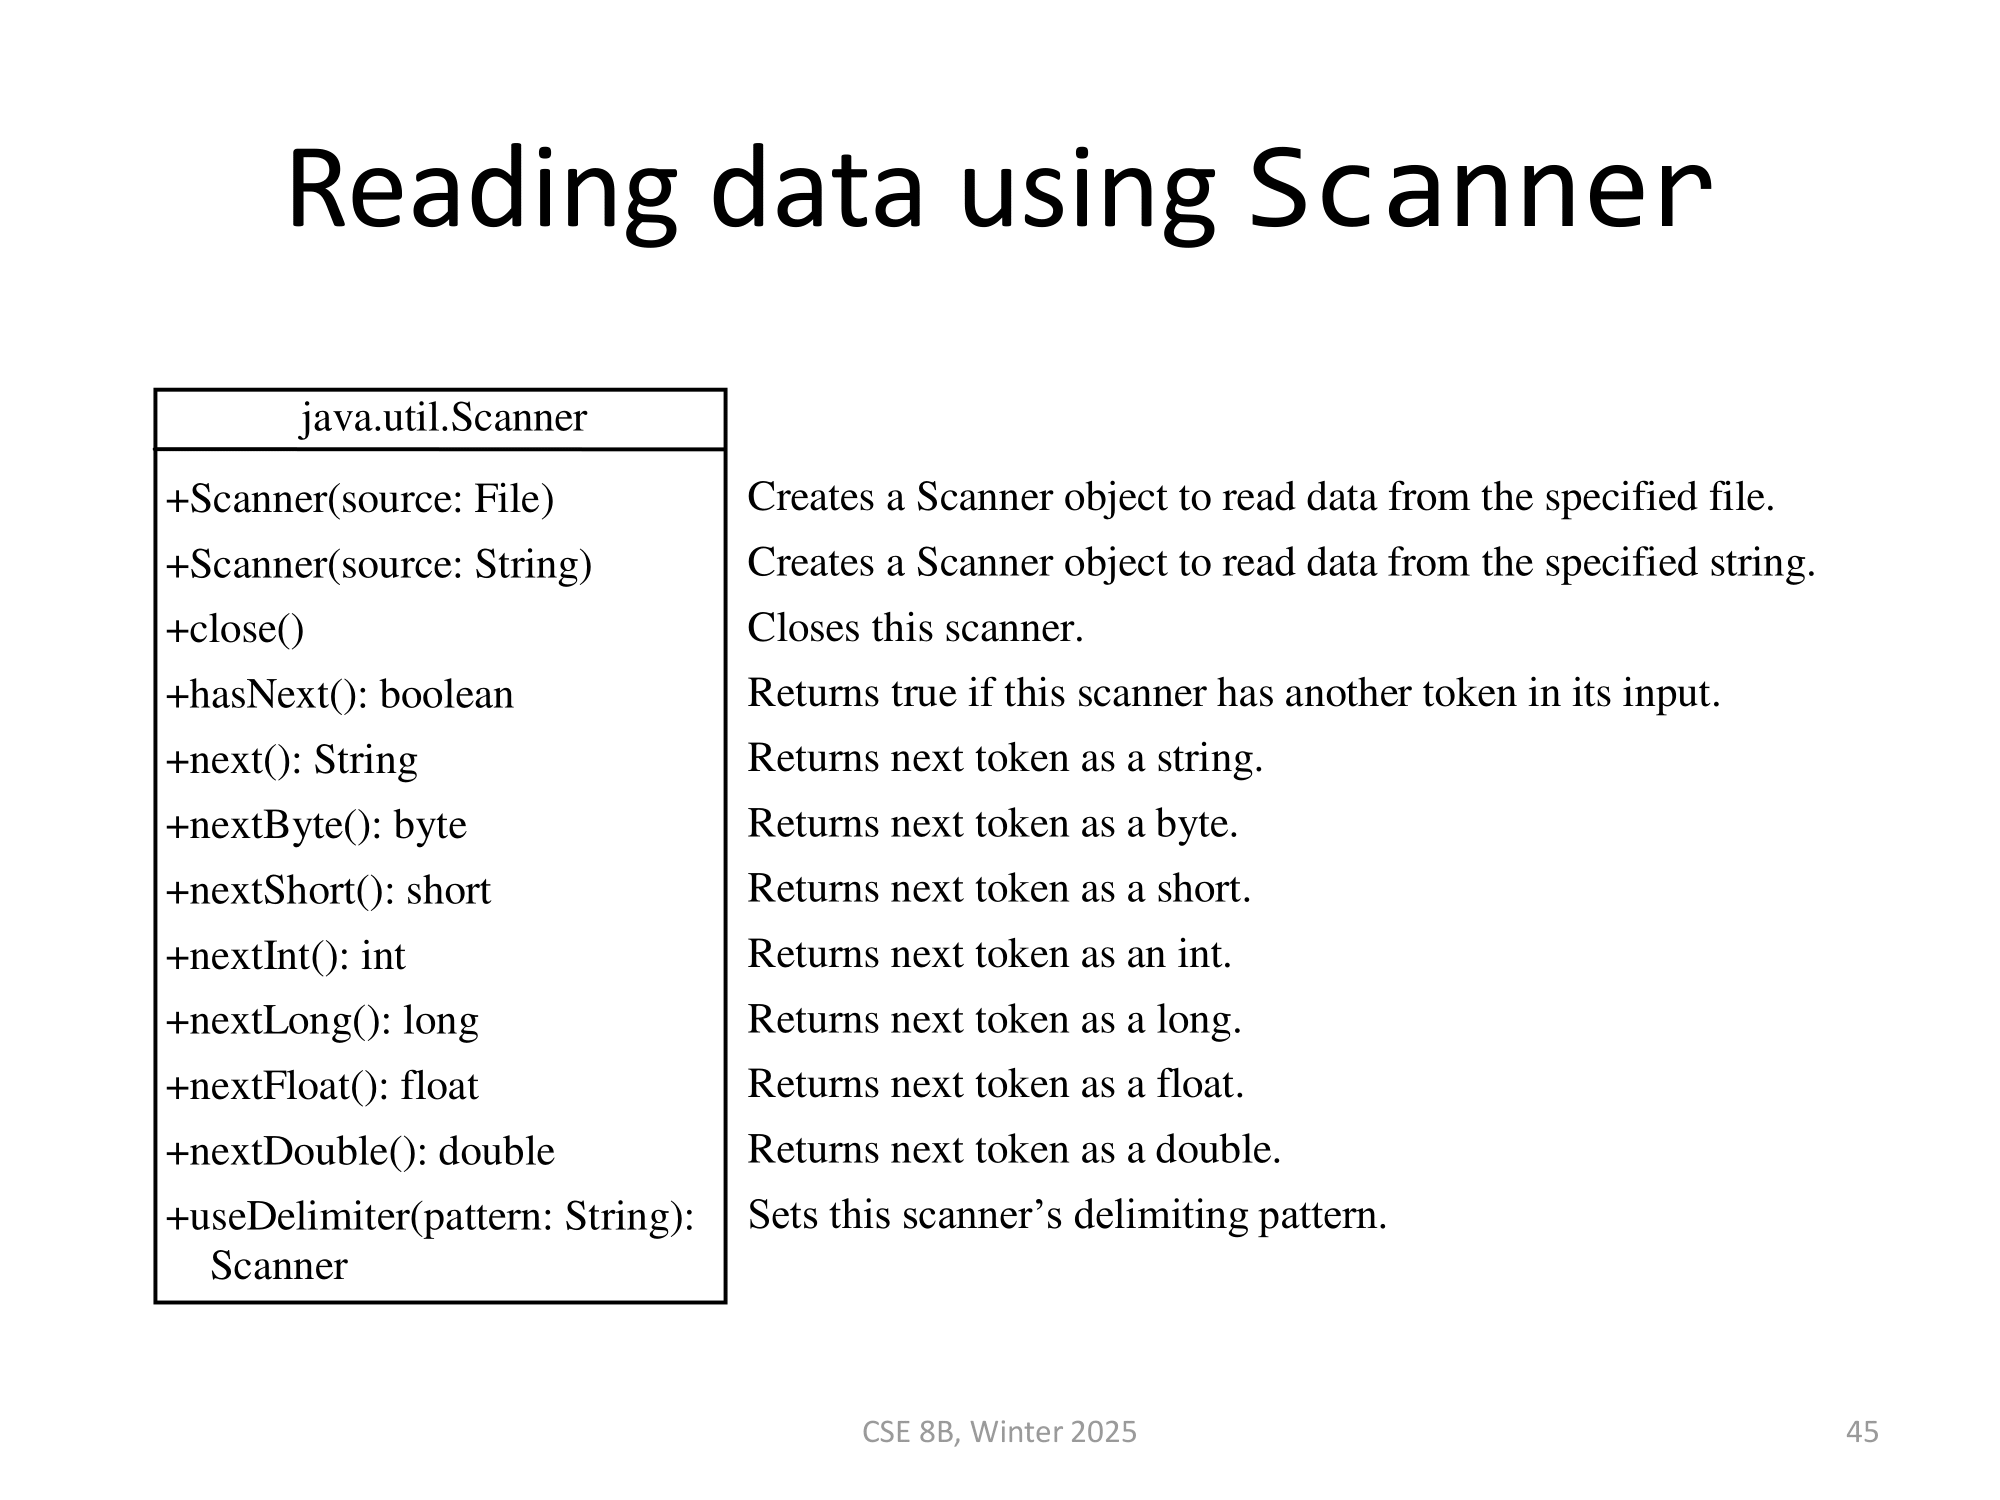 Reading data using Scanner
java.util.Scanner
+Scanner(source: File) Creates a Scanner object to read data from the specified file.
+Scanner(source: String) Creates a Scanner object to read data from the specified string.
+close() Closes this scanner.
+hasNext(): boolean Returns true if this scanner has another token in its input.
+next(): String Returns next token as a string.
+nextByte(): byte Returns next token as a byte.
+nextShort(): short Returns next token as a short.
+nextInt(): int Returns next token as an int.
+nextLong(): long Returns next token as a long.
+nextFloat(): float Returns next token as a float.
+nextDouble(): double Returns next token as a double.
+useDelimiter(pattern: String): Sets this scanner’s delimiting pattern.
Scanner
CSE 8B, Winter 2025 45